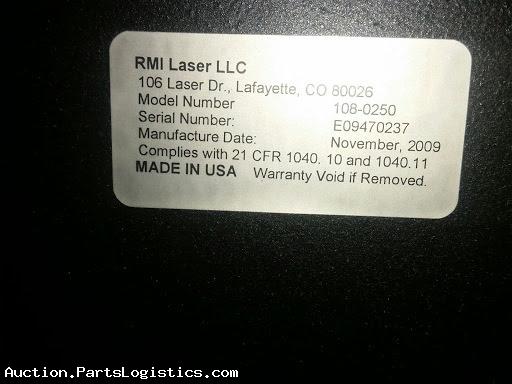 RMI Laser LLC
106 Laser Dr., Lafayette, CO 80026
Model Number 108-0250
Serial Number: E09470237
Manufacture Date: November, 2009
Complies with 21 CFR 1040. 10 and 1040.11
MADE IN USA Warranty Void if Removed.
Auction.PartsLogistics.com